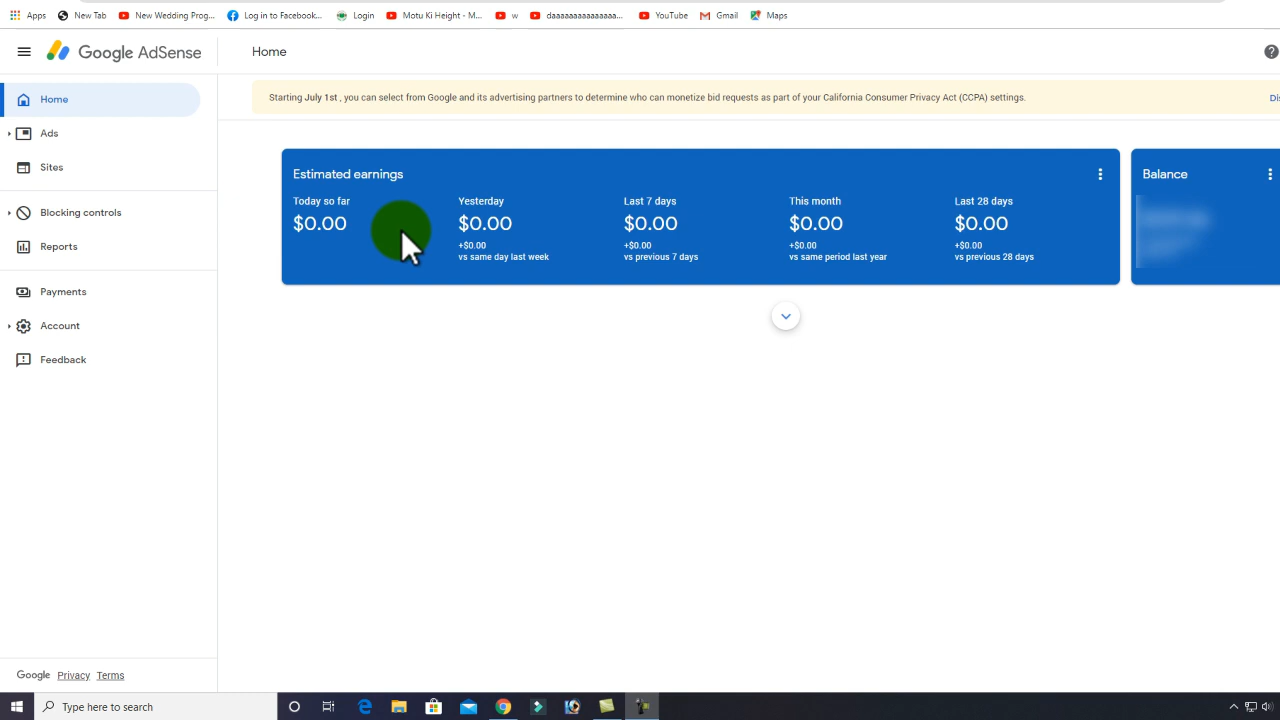 Apps New Tab New Wedding Prog... Log in to Facebook... Login Motu Ki Height - M... w daaaaaaaaaaaaaaa... YouTube Gmail Maps
Google AdSense
Home
Home
Ads
Sites
Blocking controls
Reports
Payments
Account
Feedback
Google Privacy Terms
Starting July 1st , you can select from Google and its advertising partners to determine who can monetize bid requests as part of your California Consumer Privacy Act (CCPA) settings.
Estimated earnings
Today so far
$0.00
Yesterday
$0.00
+$0.00
vs same day last week
Last 7 days
$0.00
+$0.00
vs previous 7 days
This month
$0.00
+$0.00
vs same period last year
Last 28 days
$0.00
+$0.00
vs previous 28 days
Balance
Type here to search